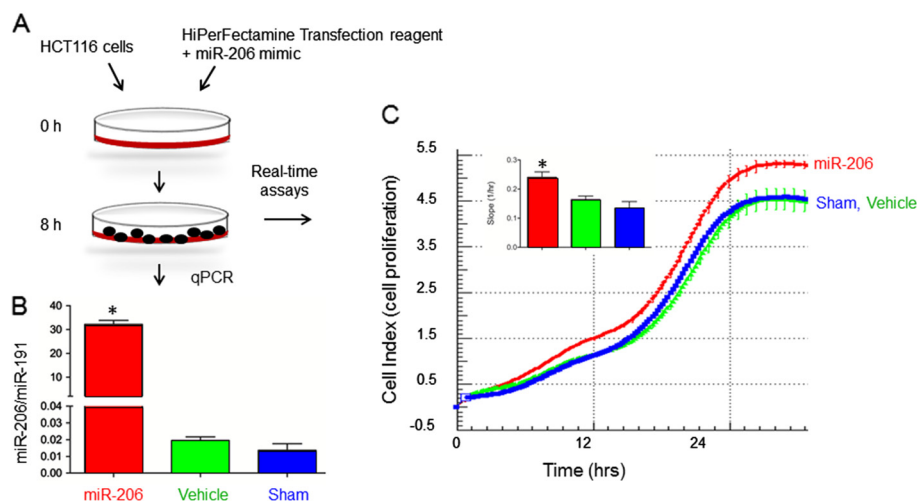 A
HCT116 cells
HiPerFectamine Transfection reagent
+ miR-206 mimic
0 h
Real-time
assays
8 h
qPCR
B
miR-206/miR-191
40
30
20
10
0.04
0.03
0.02
0.01
0.00
*
miR-206
Vehicle
Sham
C
Cell Index (cell proliferation)
5.5
4.5
3.5
2.5
1.5
0.5
-0.5
0
12
24
Time (hrs)
Slope (1/hr)
0.3
0.2
0.1
0.0
*
miR-206
Sham, Vehicle